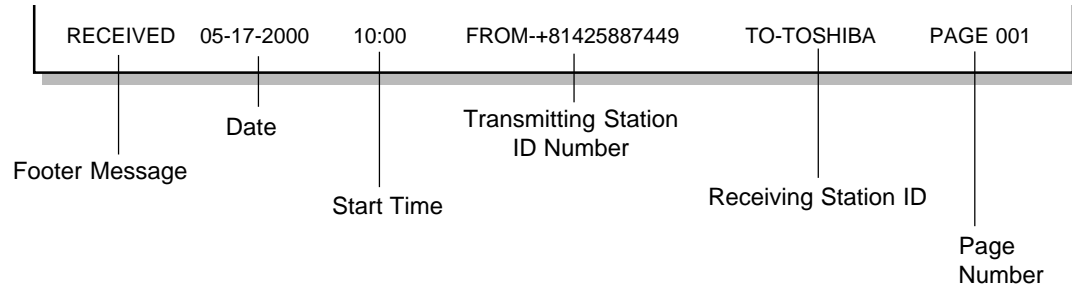 RECEIVED 05-17-2000 10:00 FROM-+81425887449 TO-TOSHIBA PAGE 001
Date
Transmitting Station
ID Number
Footer Message
Start Time
Receiving Station ID
Page
Number